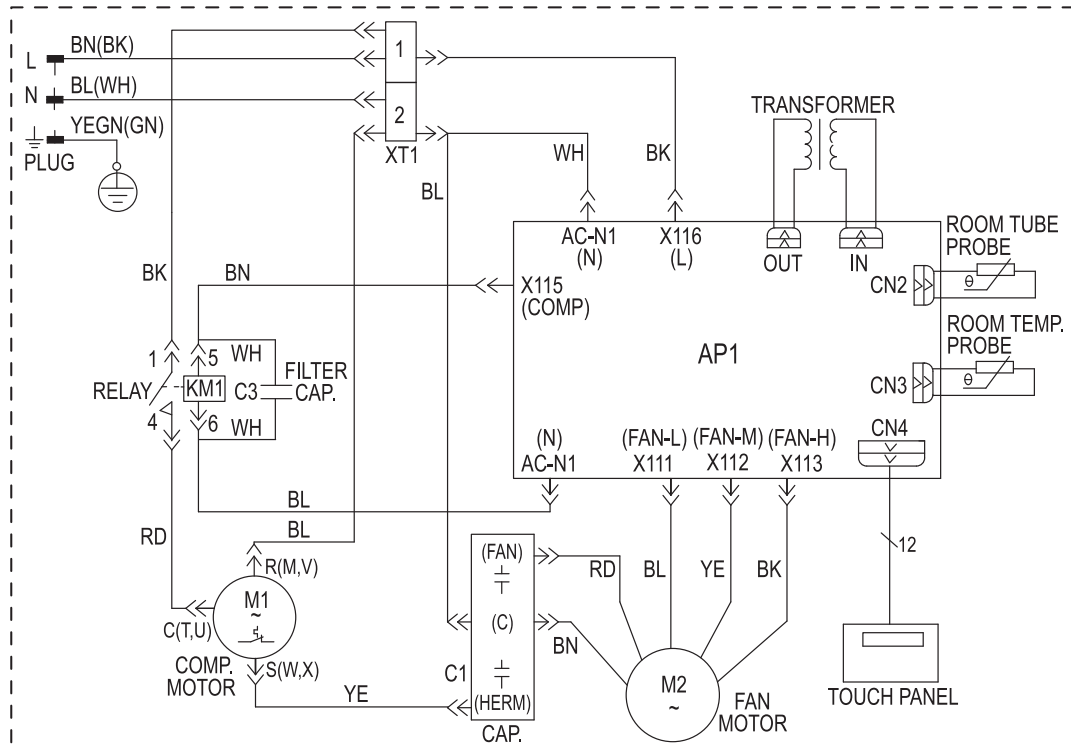 L
BN(BK)
N
BL(WH)
YEGN(GN)
PLUG
1
2
XT1
TRANSFORMER
WH
BK
BL
AC-N1
(N)
X116
(L)
OUT
IN
ROOM TUBE
PROBE
CN2
θ
BK
BN
X115
(COMP)
AP1
ROOM TEMP.
PROBE
CN3
θ
1
5
WH
RELAY
KM1
C3
FILTER
CAP.
4
6
WH
CN4
(N)
AC-N1
(FAN-L)
X111
(FAN-M)
X112
(FAN-H)
X113
BL
BL
RD
12
R(M,V)
(FAN)
RD
BL
YE
BK
M1
~
C(T,U)
(C)
BN
COMP.
MOTOR
S(W,X)
YE
C1
(HERM)
CAP.
M2
~
FAN
MOTOR
TOUCH PANEL